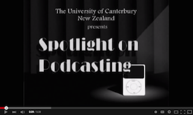 The University of Canterbury
New Zealand
presents
Spotlight on
Podcasting